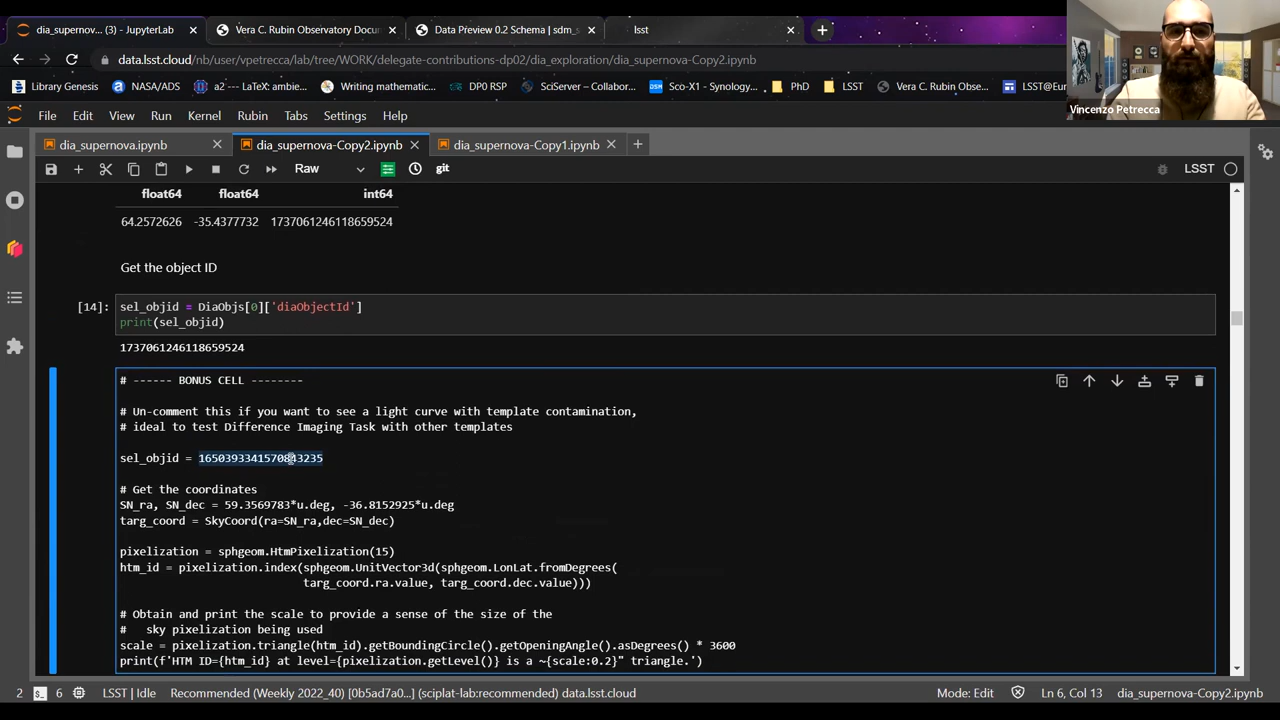 dia_supernov... (3) - JupyterLab
Vera C. Rubin Observatory Docu
Data Preview 0.2 Schema | sdm_s
lsst
data.lsst.cloud/nb/user/vpetrecca/lab/tree/WORK/delegate-contributions-dp02/dia_exploration/dia_supernova-Copy2.ipynb
Library Genesis
NASA/ADS
a2 --- LaTeX: ambie...
Writing mathematic...
DP0 RSP
SciServer – Collabor...
Sco-X1 - Synology...
PhD
LSST
Vera C. Rubin Obse...
LSST@Eur
Vincenzo Petrecca
File
Edit
View
Run
Kernel
Rubin
Tabs
Settings
Help
dia_supernova.ipynb
dia_supernova-Copy2.ipynb
dia_supernova-Copy1.ipynb
Raw
git
LSST
float64 float64 int64
64.2572626 -35.4377732 1737061246118659524
Get the object ID
[14]:
sel_objid = DiaObjs[0]['diaObjectId']
print(sel_objid)
1737061246118659524
# ------ BONUS CELL --------
# Un-comment this if you want to see a light curve with template contamination,
# ideal to test Difference Imaging Task with other templates
sel_objid = 1650393341570843235
# Get the coordinates
SN_ra, SN_dec = 59.3569783*u.deg, -36.8152925*u.deg
targ_coord = SkyCoord(ra=SN_ra,dec=SN_dec)
pixelization = sphgeom.HtmPixelization(15)
htm_id = pixelization.index(sphgeom.UnitVector3d(sphgeom.LonLat.fromDegrees(
targ_coord.ra.value, targ_coord.dec.value)))
# Obtain and print the scale to provide a sense of the size of the
#   sky pixelization being used
scale = pixelization.triangle(htm_id).getBoundingCircle().getOpeningAngle().asDegrees() * 3600
print(f'HTM ID={htm_id} at level={pixelization.getLevel()} is a ~{scale:0.2}" triangle.')
2
6
LSST | Idle
Recommended (Weekly 2022_40) [0b5ad7a0...] (sciplat-lab:recommended) data.lsst.cloud
Mode: Edit
Ln 6, Col 13
dia_supernova-Copy2.ipynb